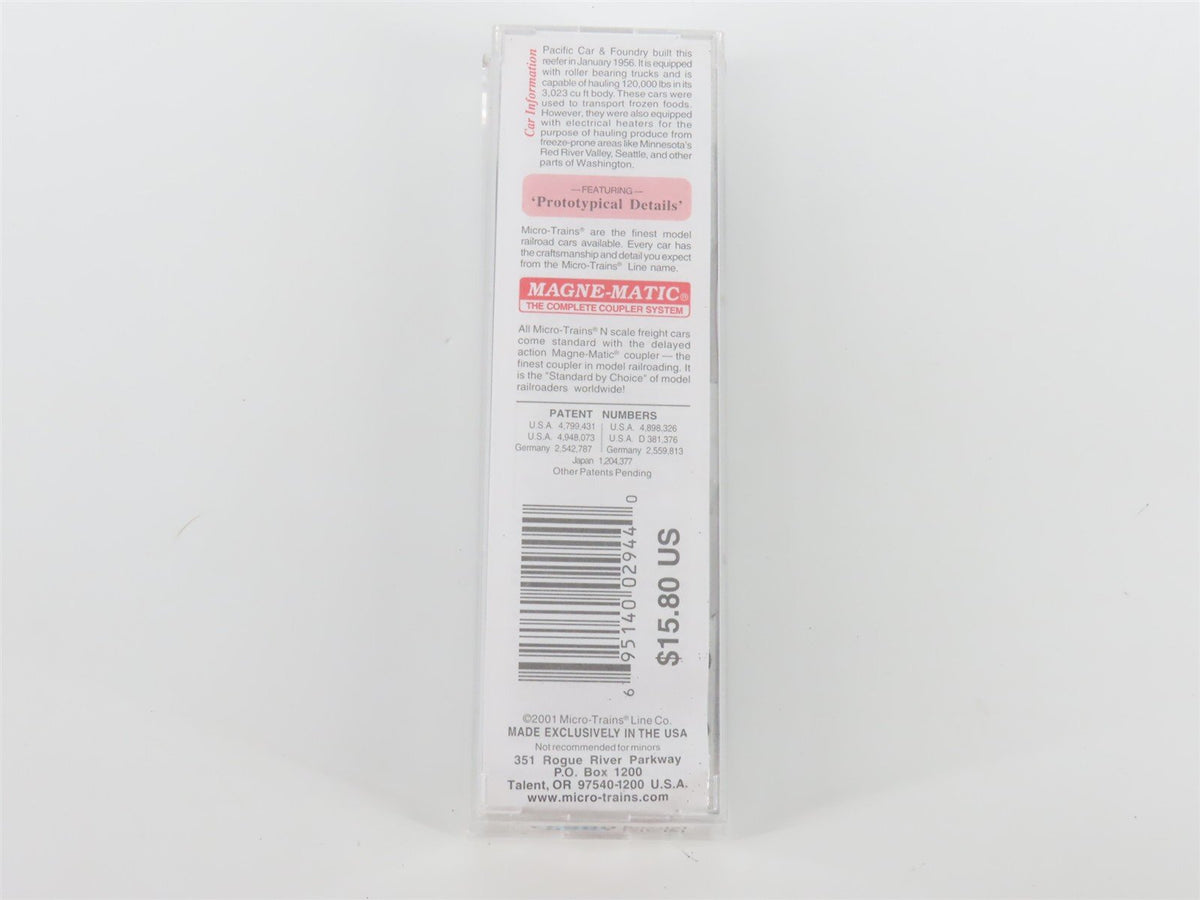 Car Information
Pacific Car & Foundry built this
reefer in January 1956. It is equipped
with roller bearing trucks and is
capable of hauling 120,000 lbs in its
3,023 cu ft body. These cars were
used to transport frozen foods.
However, they were also equipped
with electrical heaters for the
purpose of hauling produce from
freeze-prone areas like Minnesota's
Red River Valley, Seattle, and other
parts of Washington.
—FEATURING—
‘Prototypical Details’
Micro-Trains® are the finest model
railroad cars available. Every car has
the craftsmanship and detail you expect
from the Micro-Trains® Line name.
MAGNE-MATIC®
THE COMPLETE COUPLER SYSTEM
All Micro-Trains® N scale freight cars
come standard with the delayed
action Magne-Matic® coupler — the
finest coupler in model railroading. It
is the "Standard by Choice" of model
railroaders worldwide!
PATENT NUMBERS
U.S.A. 4,799,431 U.S.A. 4,898,326
U.S.A. 4,948,073 U.S.A. D 381,376
Germany 2,542,787 Germany 2,559,813
Japan 1,204,377
Other Patents Pending
6 95140 02944 0
$15.80 US
©2001 Micro-Trains® Line Co.
MADE EXCLUSIVELY IN THE USA
Not recommended for minors
351 Rogue River Parkway
P.O. Box 1200
Talent, OR 97540-1200 U.S.A.
www.micro-trains.com